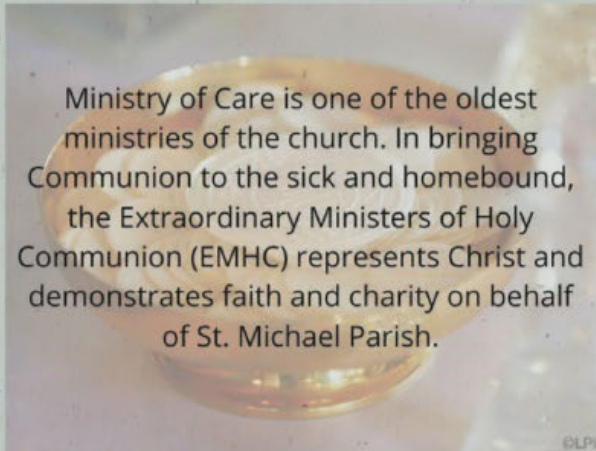 Ministry of Care is one of the oldest
ministries of the church. In bringing
Communion to the sick and homebound,
the Extraordinary Ministers of Holy
Communion (EMHC) represents Christ and
demonstrates faith and charity on behalf
of St. Michael Parish.
©LPi